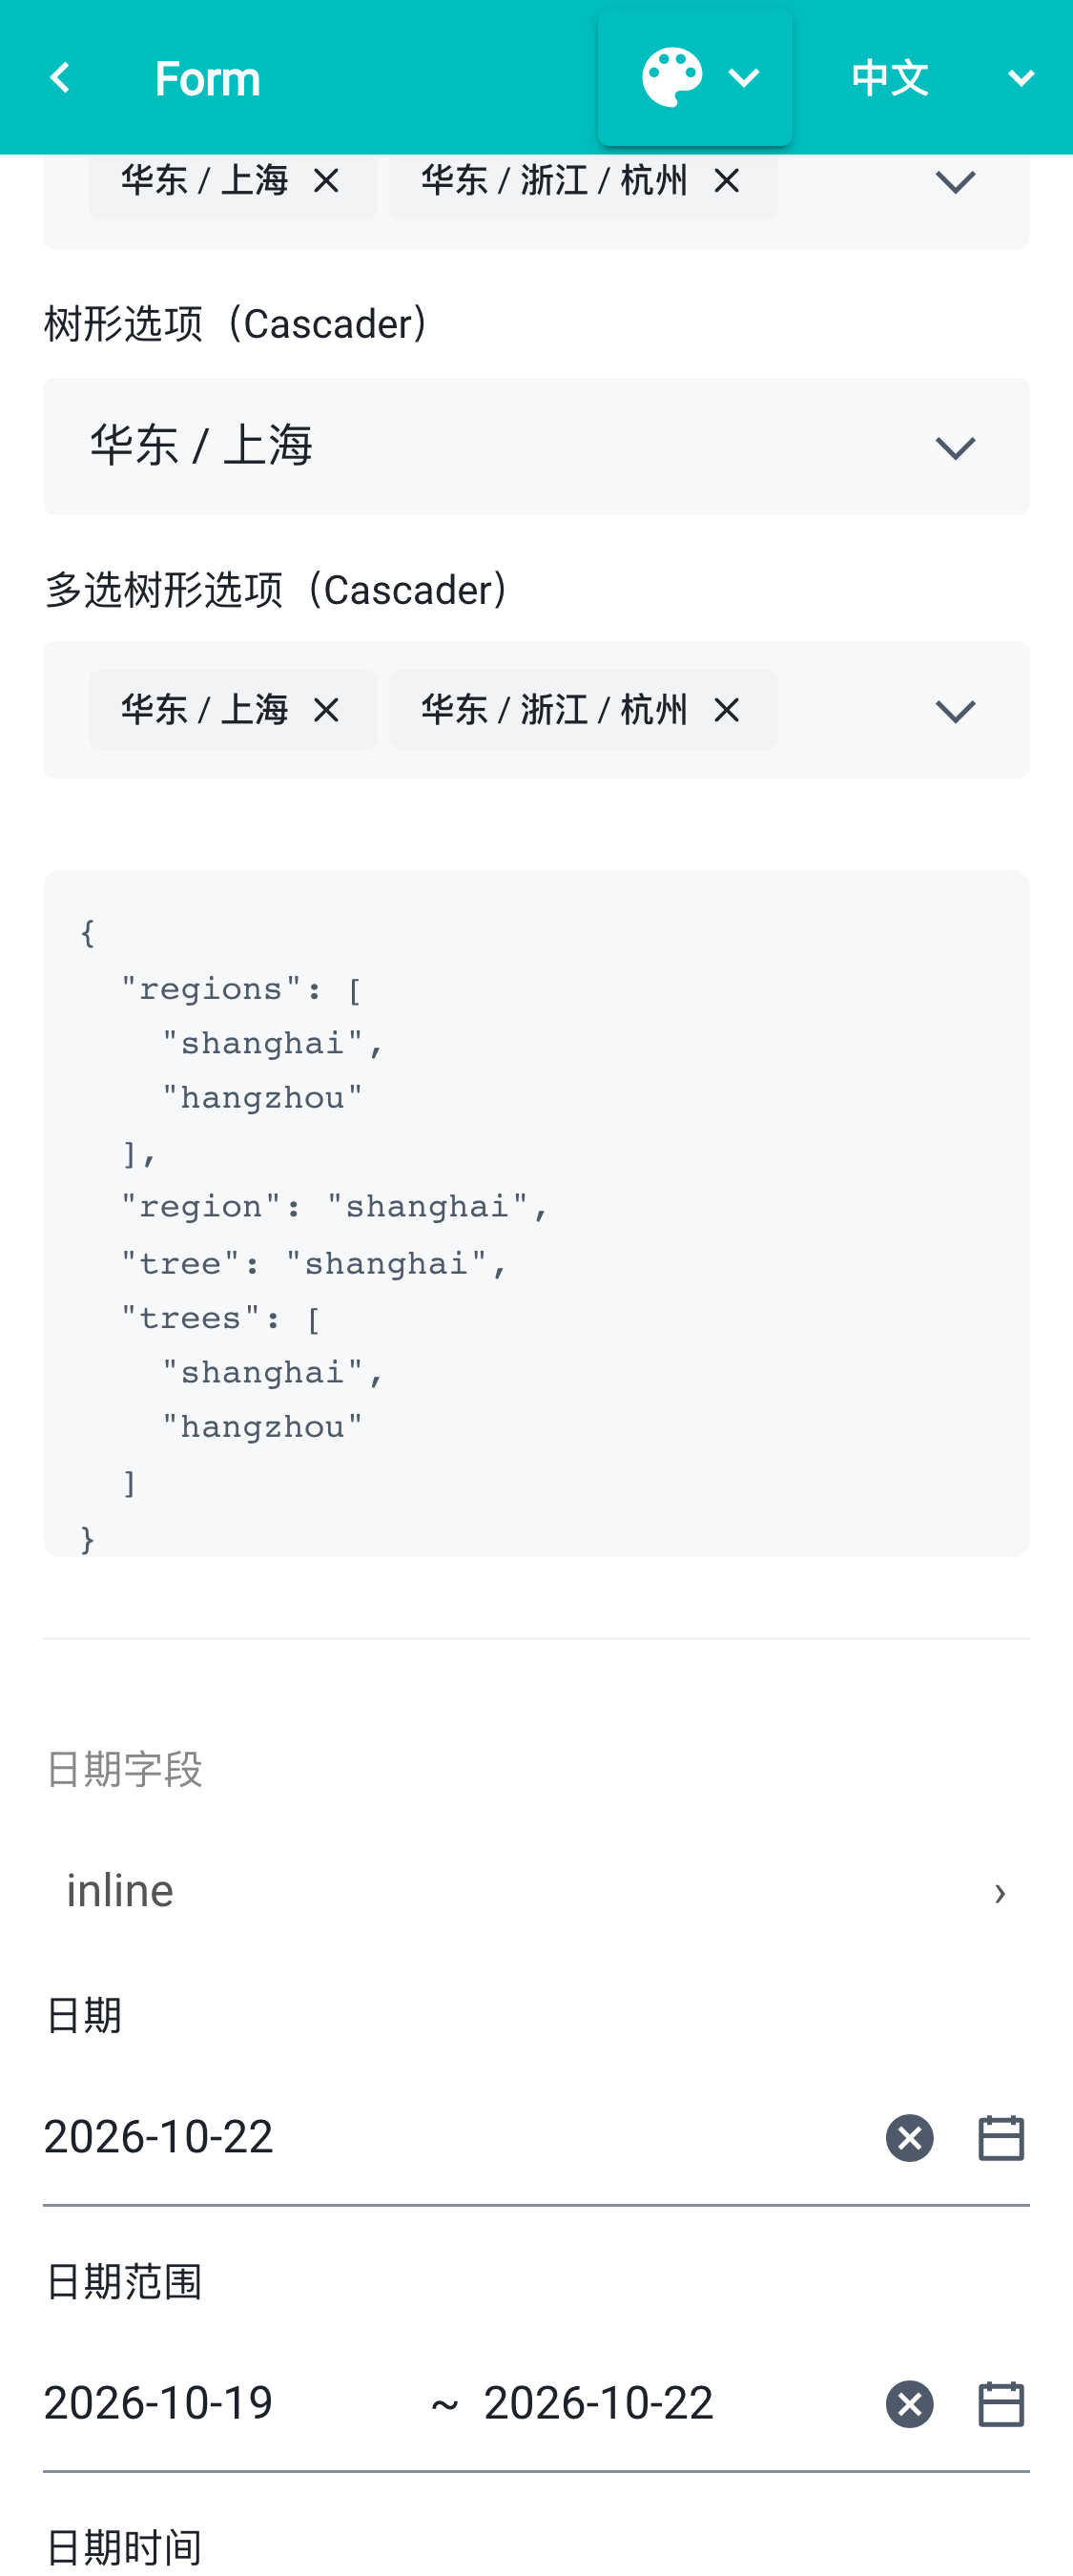 Form 中文
华东 / 上海 华东 / 浙江 / 杭州
树形选项（Cascader）
华东 / 上海
多选树形选项（Cascader）
华东 / 上海 华东 / 浙江 / 杭州
{
"regions": [
"shanghai",
"hangzhou"
],
"region": "shanghai",
"tree": "shanghai",
"trees": [
"shanghai",
"hangzhou"
]
}
日期字段
inline
日期
2026-10-22
日期范围
2026-10-19 ~ 2026-10-22
日期时间